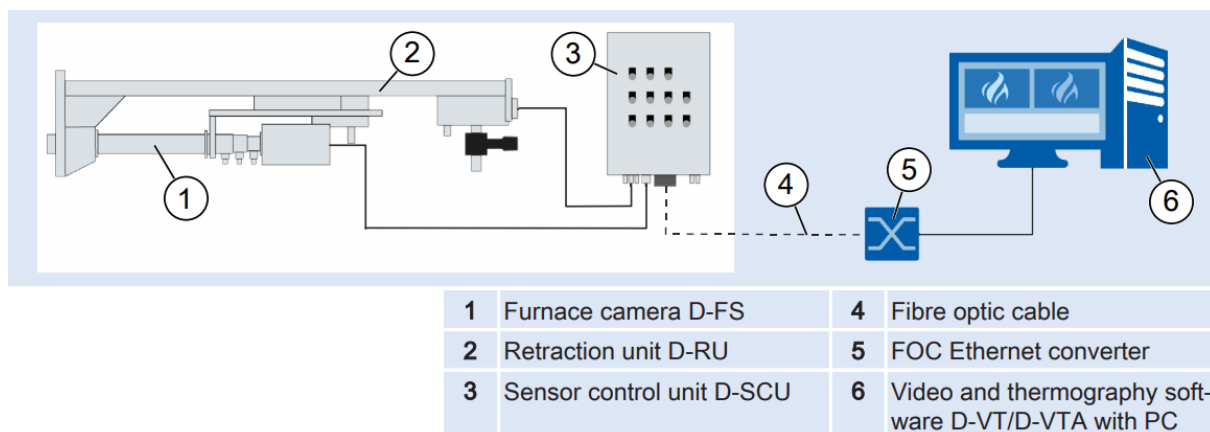 2
3
1
4
5
6
1 Furnace camera D-FS 4 Fibre optic cable
2 Retraction unit D-RU 5 FOC Ethernet converter
3 Sensor control unit D-SCU 6 Video and thermography soft-
ware D-VT/D-VTA with PC